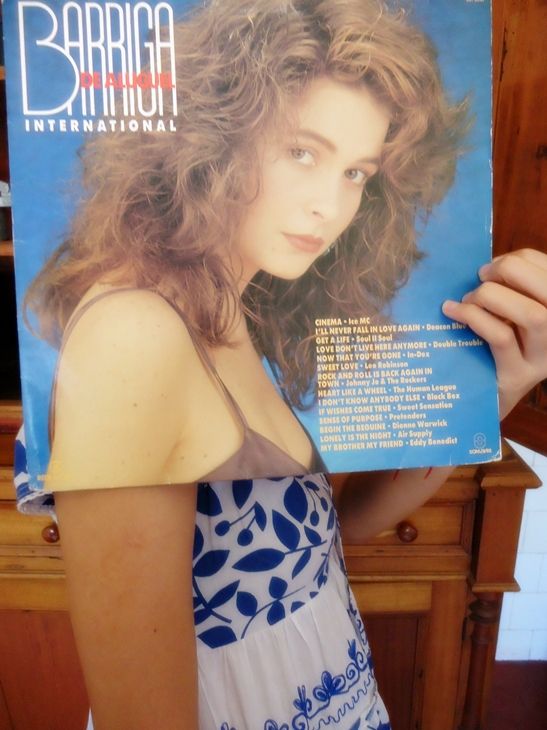 BARRIGA
DE ALUGUEL
INTERNATIONAL
CINEMA • Ice MC
I'LL NEVER FALL IN LOVE AGAIN • Deacon Blue
GET A LIFE • Soul II Soul
LOVE DON'T LIVE HERE ANYMORE • Double Trouble
NOW THAT YOU'RE GONE • In-Dex
SWEET LOVE • Lee Robinson
ROCK AND ROLL IS BACK AGAIN IN
TOWN • Johnny Jo & The Rockers
HEART LIKE A WHEEL • The Human League
I DON'T KNOW ANYBODY ELSE • Black Box
IF WISHES COME TRUE • Sweet Sensation
SENSE OF PURPOSE • Pretenders
BEGIN THE BEGUINE • Dionne Warwick
LONELY IS THE NIGHT • Air Supply
MY BROTHER MY FRIEND • Eddy Benedict
SOM LIVRE